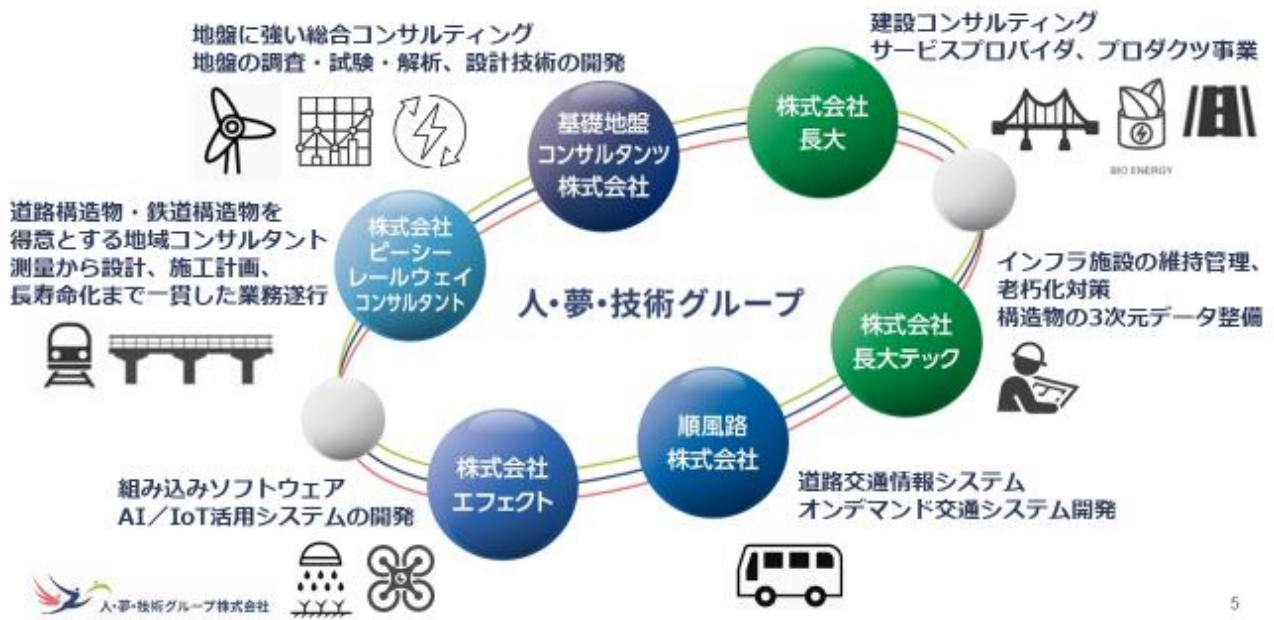 地盤に強い総合コンサルティング
地盤の調査・試験・解析、設計技術の開発
建設コンサルティング
サービスプロバイダ、プロダクツ事業
BIO ENERGY
基礎地盤
コンサルタンツ
株式会社
株式会社
長大
道路構造物・鉄道構造物を
得意とする地域コンサルタント
測量から設計、施工計画、
長寿命化まで一貫した業務遂行
株式会社
ピーシー
レールウェイ
コンサルタント
人・夢・技術グループ
インフラ施設の維持管理、
老朽化対策
構造物の3次元データ整備
株式会社
長大テック
順風路
株式会社
株式会社
エフェクト
組み込みソフトウェア
AI／IoT活用システムの開発
道路交通情報システム
オンデマンド交通システム開発
人・夢・技術グループ株式会社
5